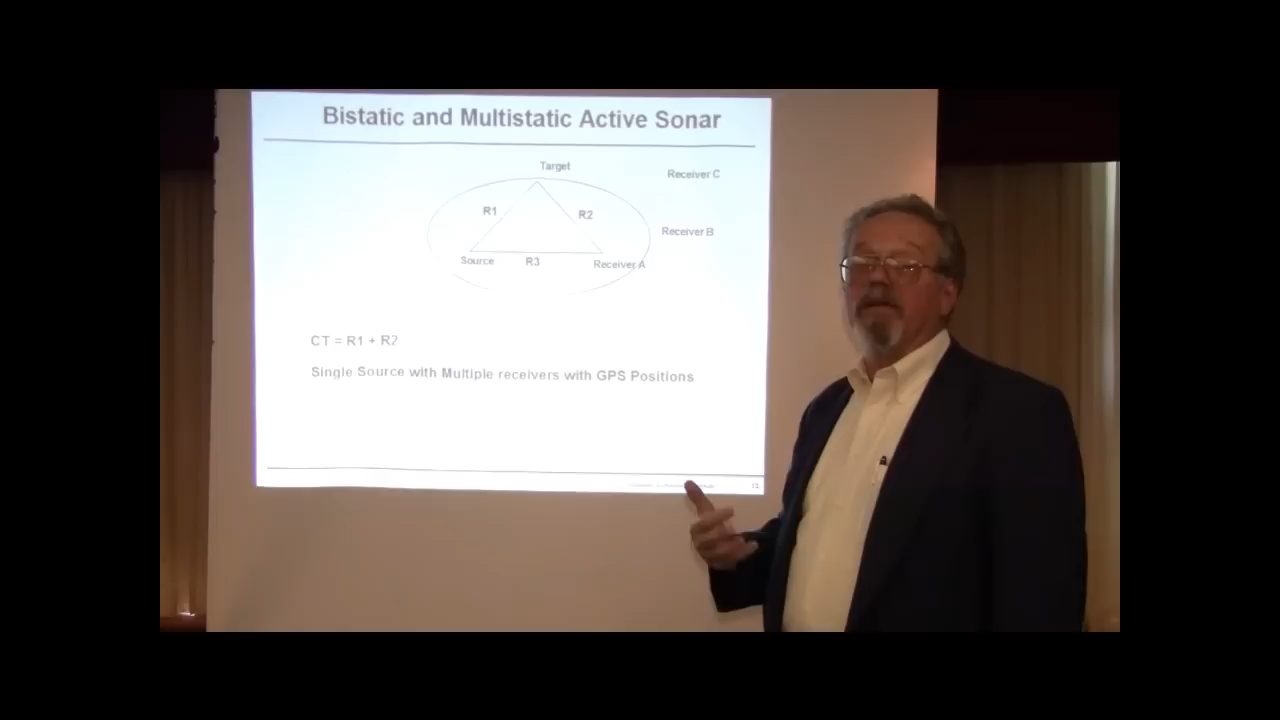 Bistatic and Multistatic Active Sonar
Target
Receiver C
R1
R2
Receiver B
Source
R3
Receiver A
CT = R1 + R2
Single Source with Multiple receivers with GPS Positions